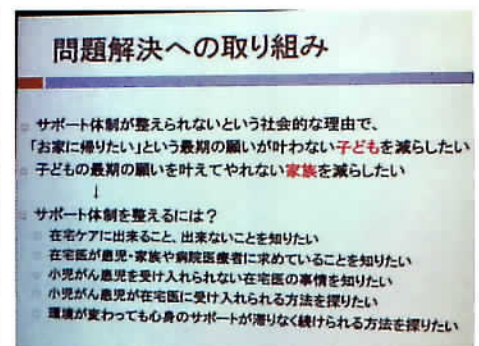 問題解決への取り組み
サポート体制が整えられないという社会的な理由で、
「お家に帰りたい」という最期の願いが叶わない子どもを減らしたい
子どもの最期の願いを叶えてやれない家族を減らしたい
↓
サポート体制を整えるには？
在宅ケアに出来ること、出来ないことを知りたい
在宅医が患児・家族や病院医療者に求めていることを知りたい
小児がん患児を受け入れられない在宅医の事情を知りたい
小児がん患児が在宅医に受け入れられる方法を探りたい
環境が変わっても心身のサポートが滞りなく続けられる方法を探りたい